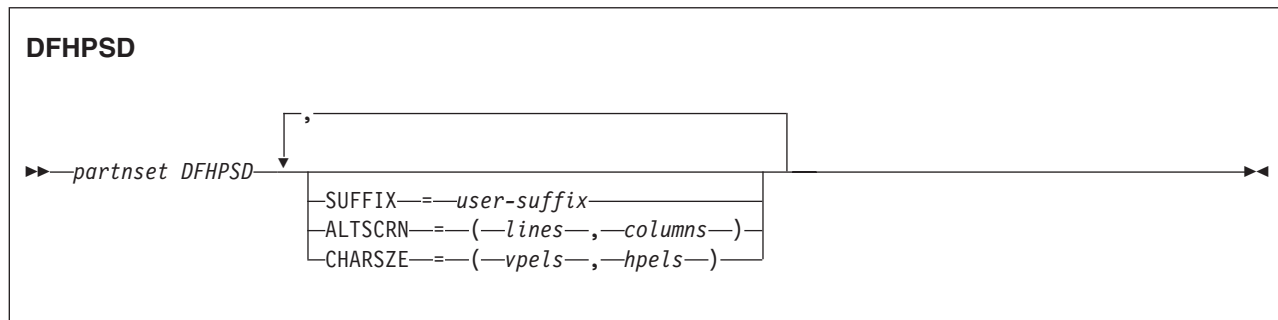 DFHPSD
,
partnset DFHPSD
SUFFIX = user-suffix
ALTSCRN = ( lines , columns )
CHARSZE = ( vpels , hpels )